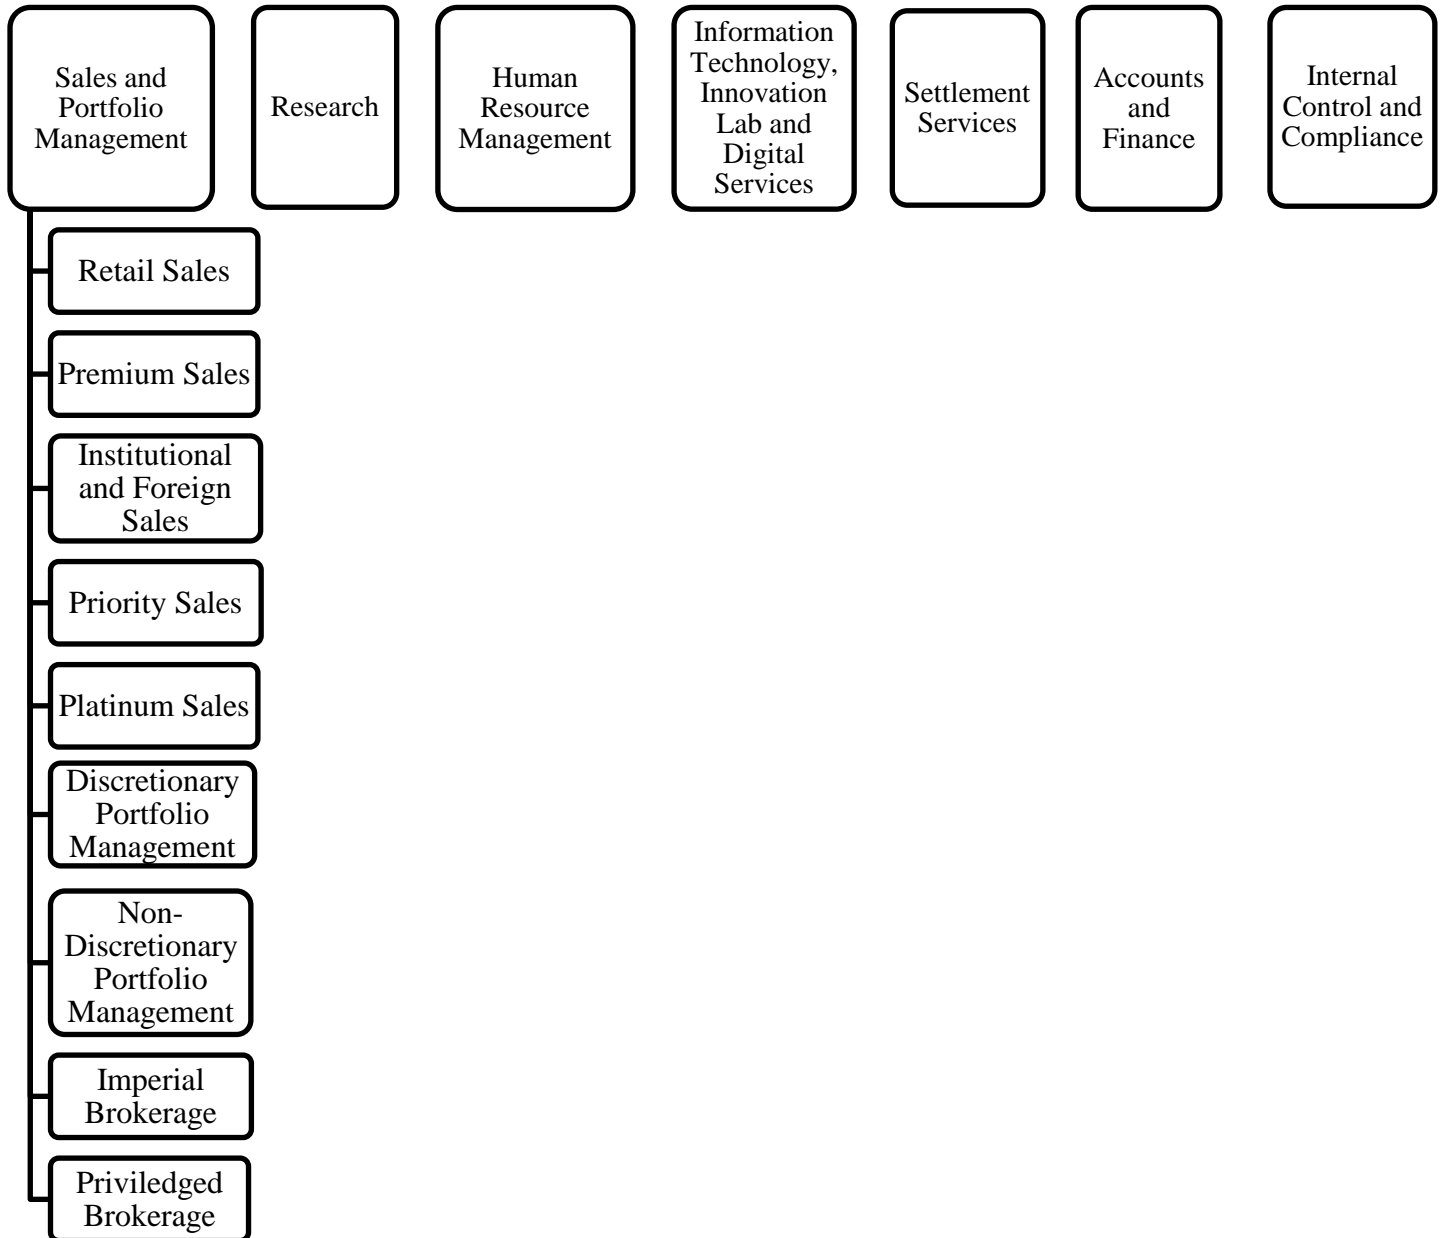 Sales and
Portfolio
Management
Research
Human
Resource
Management
Information
Technology,
Innovation
Lab and
Digital
Services
Settlement
Services
Accounts
and
Finance
Internal
Control and
Compliance
Retail Sales
Premium Sales
Institutional
and Foreign
Sales
Priority Sales
Platinum Sales
Discretionary
Portfolio
Management
Non-
Discretionary
Portfolio
Management
Imperial
Brokerage
Priviledged
Brokerage